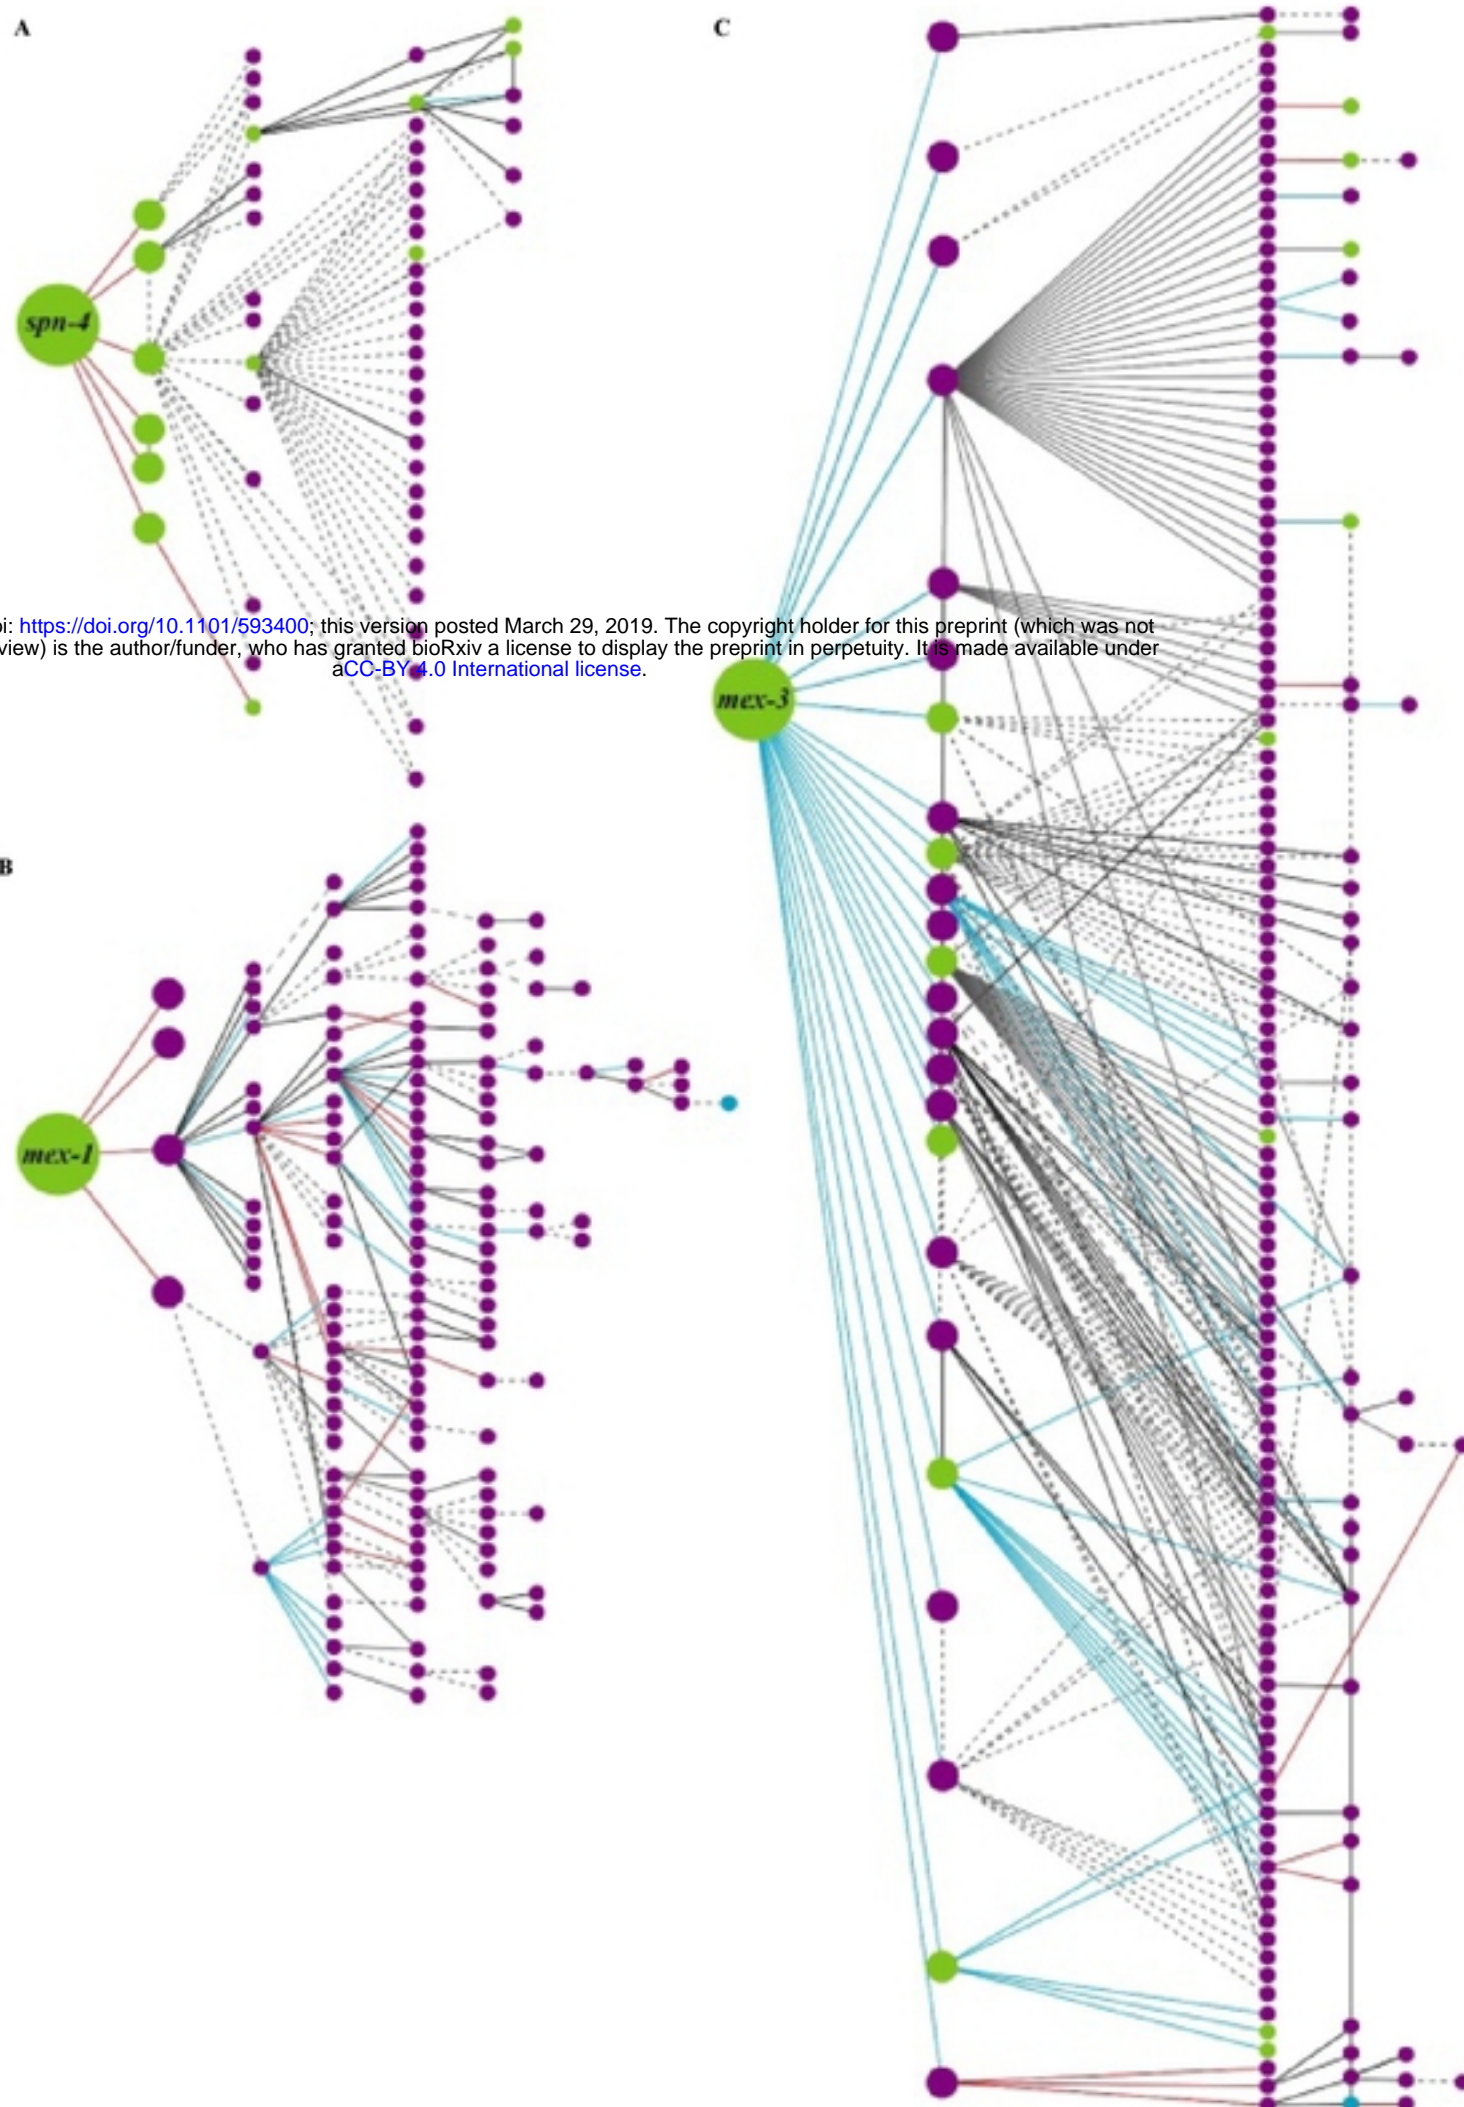 A
C
spn-4
oi: https://doi.org/10.1101/593400; this version posted March 29, 2019. The copyright holder for this preprint (which was not
view) is the author/funder, who has granted bioRxiv a license to display the preprint in perpetuity. It is made available under
aCC-BY 4.0 International license.
mex-3
B
mex-1